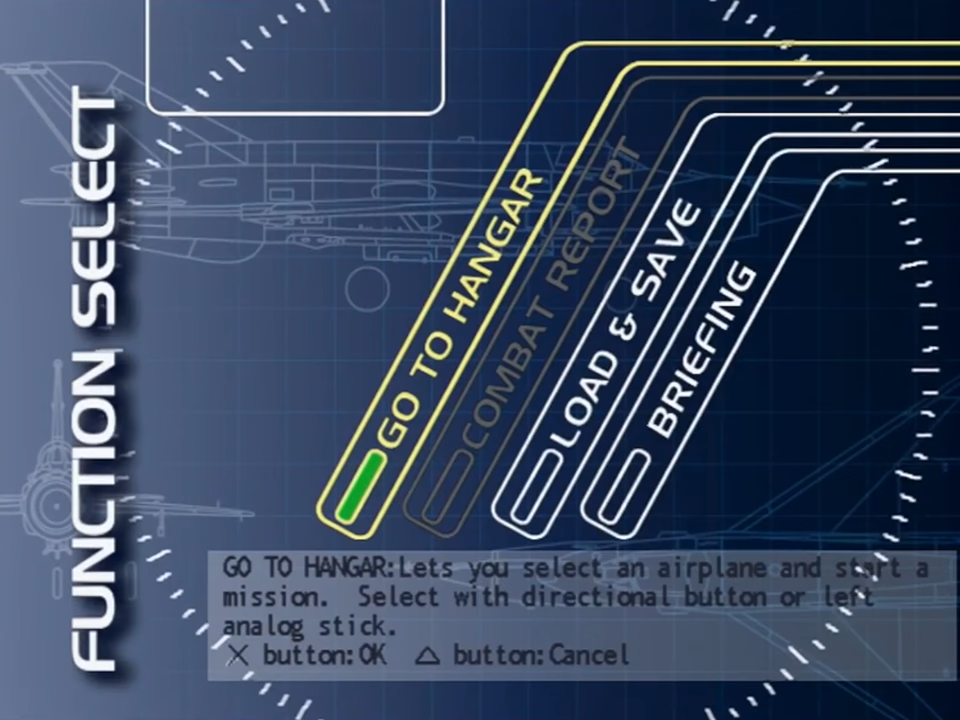 FUNCTION SELECT
GO TO HANGAR
COMBAT REPORT
LOAD & SAVE
BRIEFING
GO TO HANGAR:Lets you select an airplane and start a
mission.  Select with directional button or left
analog stick.
✕ button:OK  △ button:Cancel